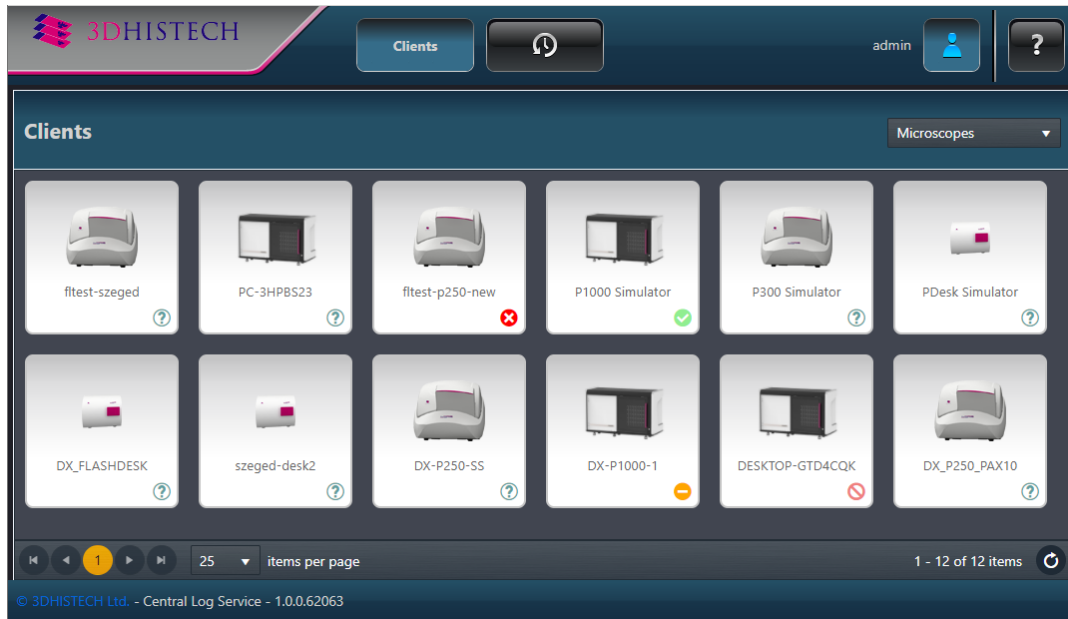 3DHISTECH
Clients
admin
?
Clients
Microscopes
fltest-szeged
PC-3HPBS23
fltest-p250-new
P1000 Simulator
P300 Simulator
PDesk Simulator
DX_FLASHDESK
szeged-desk2
DX-P250-SS
DX-P1000-1
DESKTOP-GTD4CQK
DX_P250_PAX10
1
25
items per page
1 - 12 of 12 items
© 3DHISTECH Ltd. - Central Log Service - 1.0.0.62063